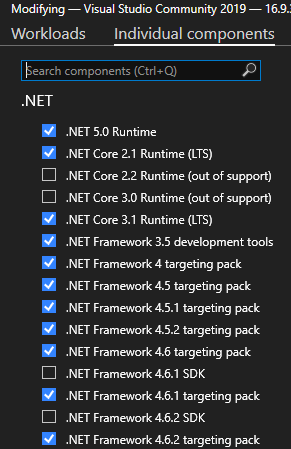 Modifying — Visual Studio Community 2019 — 16.9.
Workloads Individual components
Search components (Ctrl+Q)
.NET
.NET 5.0 Runtime
.NET Core 2.1 Runtime (LTS)
.NET Core 2.2 Runtime (out of support)
.NET Core 3.0 Runtime (out of support)
.NET Core 3.1 Runtime (LTS)
.NET Framework 3.5 development tools
.NET Framework 4 targeting pack
.NET Framework 4.5 targeting pack
.NET Framework 4.5.1 targeting pack
.NET Framework 4.5.2 targeting pack
.NET Framework 4.6 targeting pack
.NET Framework 4.6.1 SDK
.NET Framework 4.6.1 targeting pack
.NET Framework 4.6.2 SDK
.NET Framework 4.6.2 targeting pack